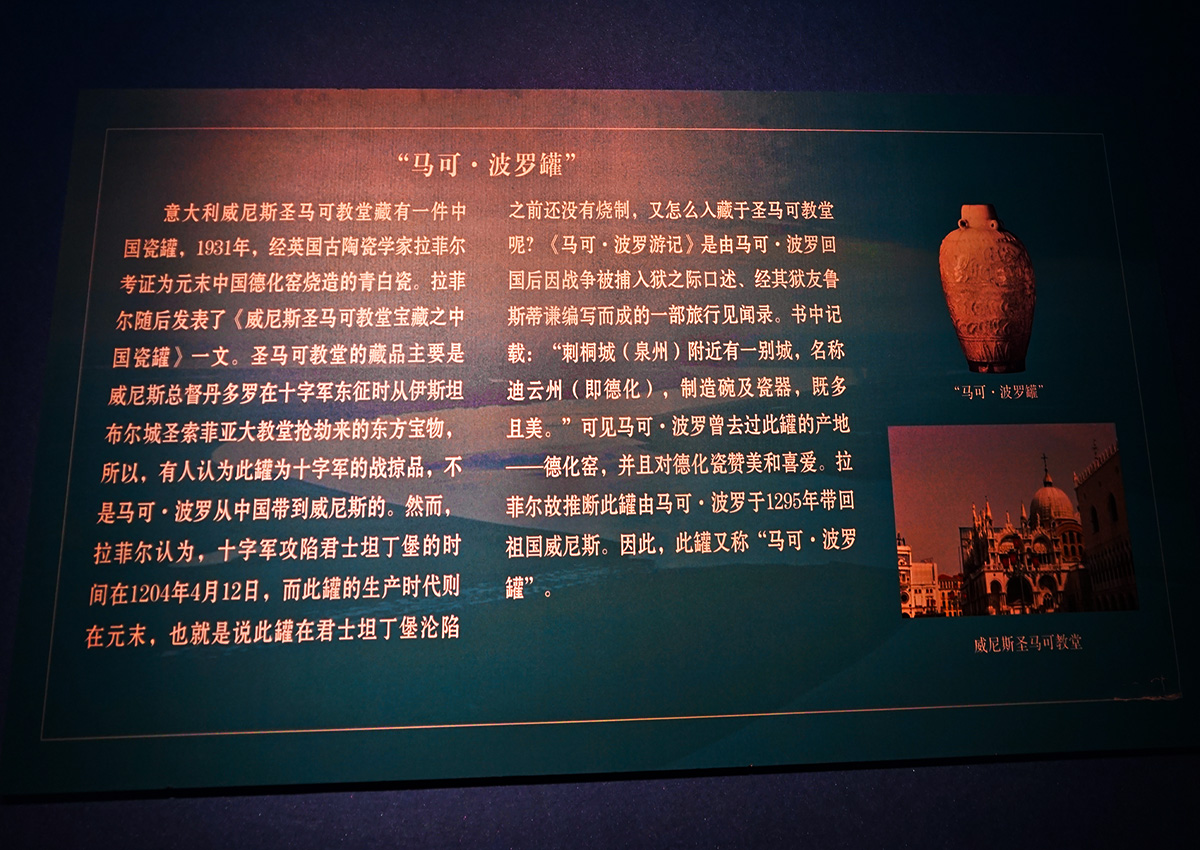 “马可·波罗罐”
意大利威尼斯圣马可教堂藏有一件中
国瓷罐，1931年，经英国古陶瓷学家拉菲尔
考证为元末中国德化窑烧造的青白瓷。拉菲
尔随后发表了《威尼斯圣马可教堂宝藏之中
国瓷罐》一文。圣马可教堂的藏品主要是
威尼斯总督丹多罗在十字军东征时从伊斯坦
布尔城圣索菲亚大教堂抢劫来的东方宝物，
所以，有人认为此罐为十字军的战掠品，不
是马可·波罗从中国带到威尼斯的。然而，
拉菲尔认为，十字军攻陷君士坦丁堡的时
间在1204年4月12日，而此罐的生产时代则
在元末，也就是说此罐在君士坦丁堡沦陷
之前还没有烧制，又怎么入藏于圣马可教堂
呢？《马可·波罗游记》是由马可·波罗回
国后因战争被捕入狱之际口述、经其狱友鲁
斯蒂谦编写而成的一部旅行见闻录。书中记
载：“刺桐城（泉州）附近有一别城，名称
迪云州（即德化），制造碗及瓷器，既多
且美。”可见马可·波罗曾去过此罐的产地
——德化窑，并且对德化瓷赞美和喜爱。拉
菲尔故推断此罐由马可·波罗于1295年带回
祖国威尼斯。因此，此罐又称“马可·波罗
罐”。
“马可·波罗罐”
威尼斯圣马可教堂